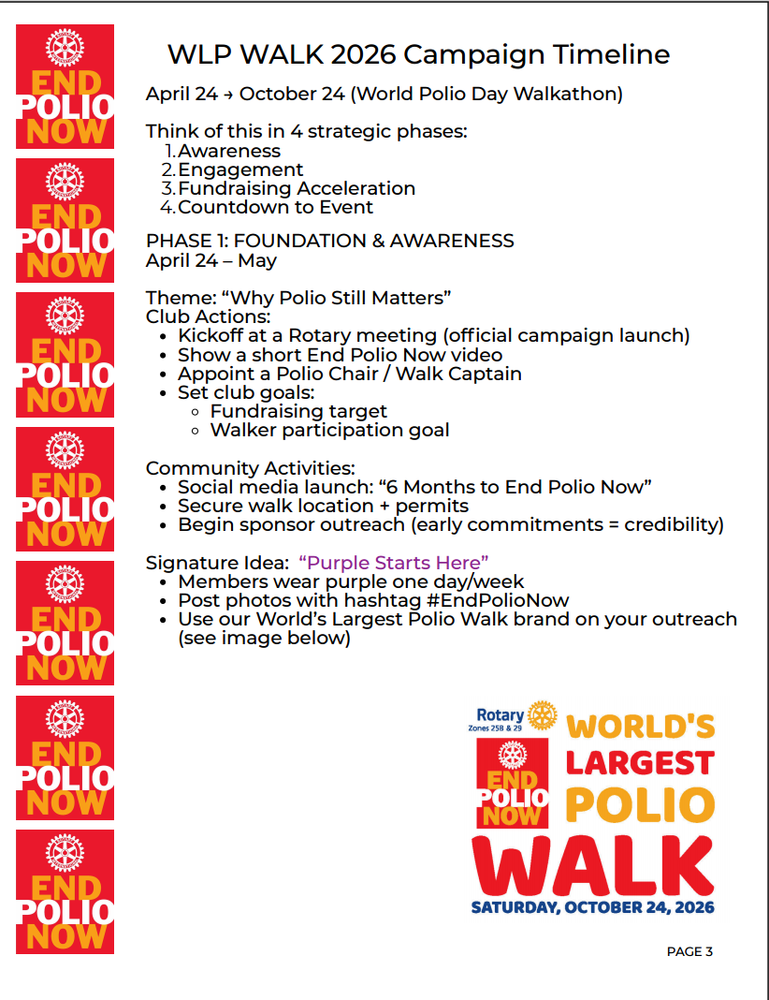 WLP WALK 2026 Campaign Timeline
April 24 → October 24 (World Polio Day Walkathon)
Think of this in 4 strategic phases:
1. Awareness
2. Engagement
3. Fundraising Acceleration
4. Countdown to Event
PHASE 1: FOUNDATION & AWARENESS
April 24 – May
Theme: “Why Polio Still Matters”
Club Actions:
• Kickoff at a Rotary meeting (official campaign launch)
• Show a short End Polio Now video
• Appoint a Polio Chair / Walk Captain
• Set club goals:
◦ Fundraising target
◦ Walker participation goal
Community Activities:
• Social media launch: “6 Months to End Polio Now”
• Secure walk location + permits
• Begin sponsor outreach (early commitments = credibility)
Signature Idea: “Purple Starts Here”
• Members wear purple one day/week
• Post photos with hashtag #EndPolioNow
• Use our World’s Largest Polio Walk brand on your outreach
(see image below)
END
POLIO
NOW
END
POLIO
NOW
END
POLIO
NOW
END
POLIO
NOW
END
POLIO
NOW
END
POLIO
NOW
END
POLIO
NOW
Rotary
Zones 25B & 29
END
POLIO
NOW
WORLD'S
LARGEST
POLIO
WALK
SATURDAY, OCTOBER 24, 2026
PAGE 3